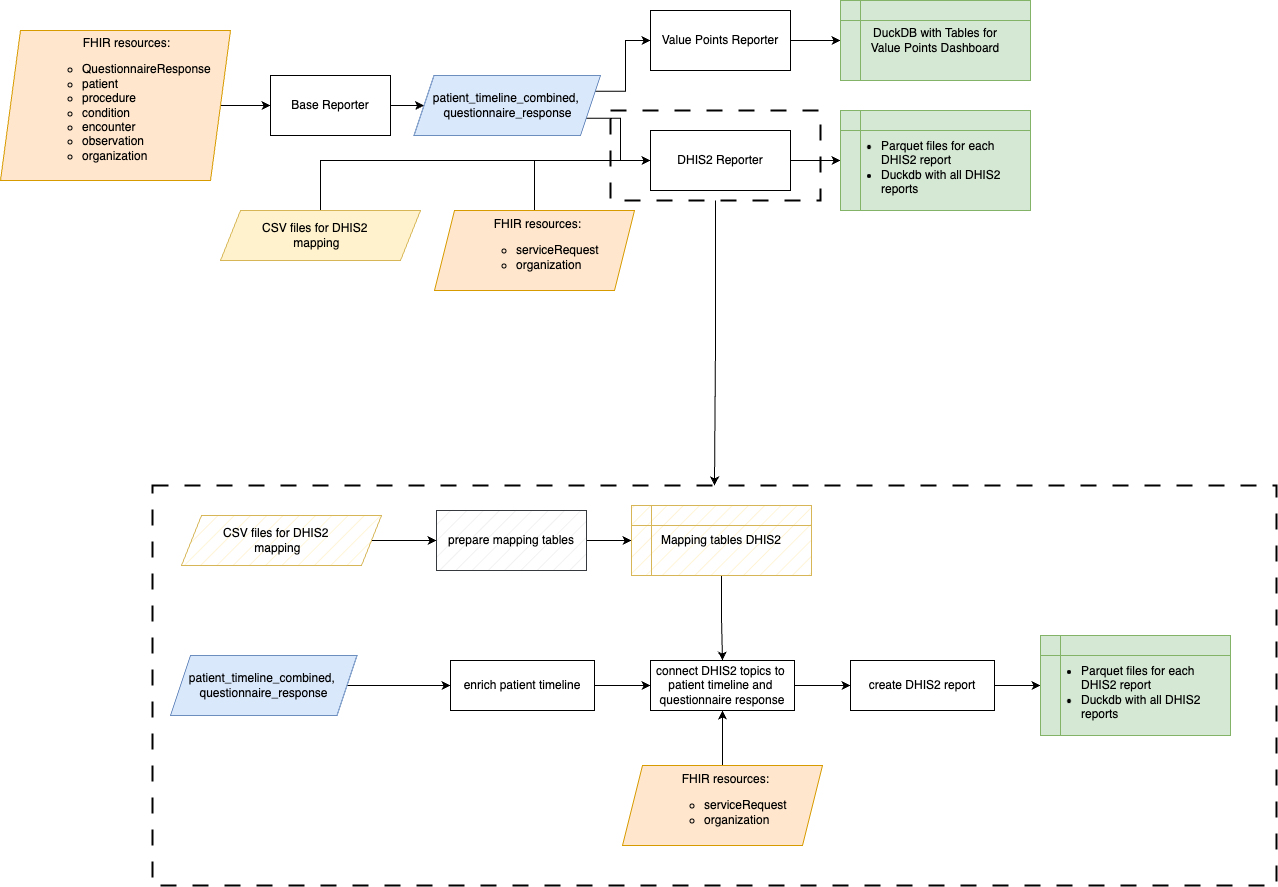 FHIR resources:
QuestionnaireResponse
patient
procedure
condition
encounter
observation
organization
Base Reporter
patient_timeline_combined,
questionnaire_response
Value Points Reporter
DuckDB with Tables for
Value Points Dashboard
DHIS2 Reporter
Parquet files for each
DHIS2 report
Duckdb with all DHIS2
reports
CSV files for DHIS2
mapping
FHIR resources:
serviceRequest
organization
CSV files for DHIS2
mapping
prepare mapping tables
Mapping tables DHIS2
patient_timeline_combined,
questionnaire_response
enrich patient timeline
connect DHIS2 topics to
patient timeline and
questionnaire response
create DHIS2 report
Parquet files for each
DHIS2 report
Duckdb with all DHIS2
reports
FHIR resources:
serviceRequest
organization